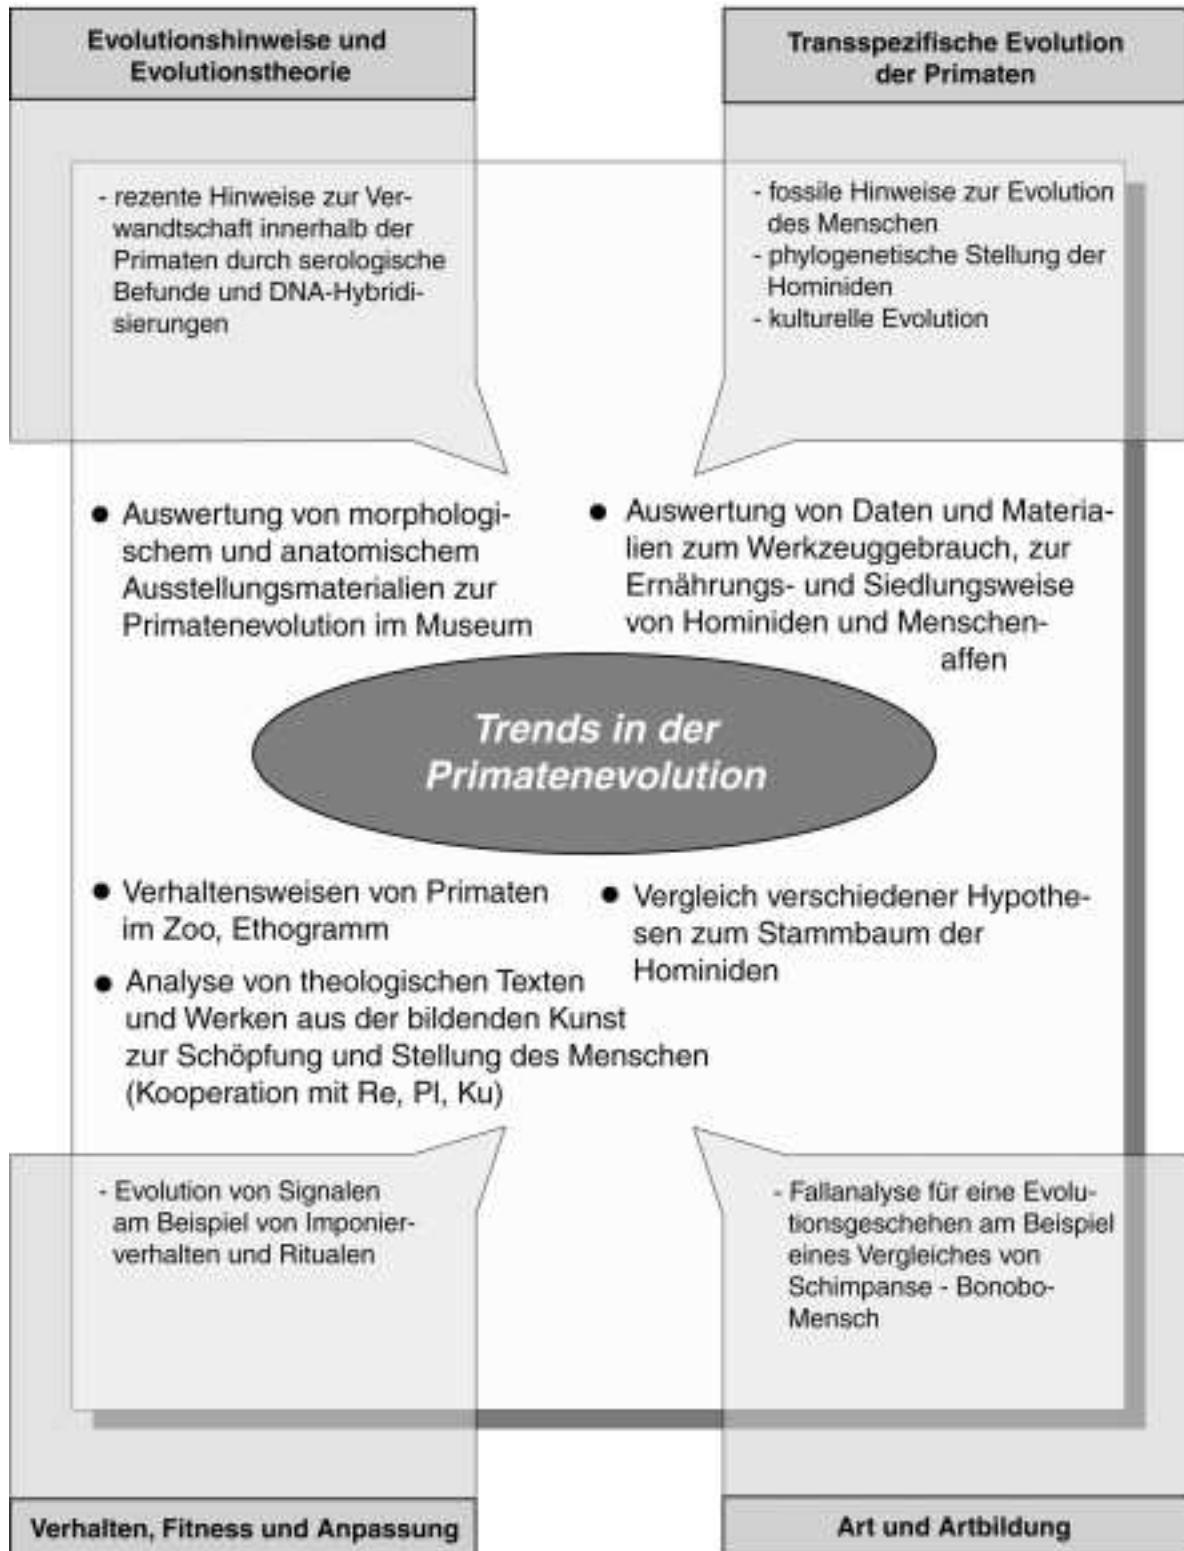 Evolutionshinweise und
Evolutionstheorie
Transspezifische Evolution
der Primaten
- rezente Hinweise zur Ver-
wandtschaft innerhalb der
Primaten durch serologische
Befunde und DNA-Hybridi-
sierungen
- fossile Hinweise zur Evolution
des Menschen
- phylogenetische Stellung der
Hominiden
- kulturelle Evolution
● Auswertung von morphologi-
schem und anatomischem
Ausstellungsmaterialien zur
Primatenevolution im Museum
● Auswertung von Daten und Materia-
lien zum Werkzeuggebrauch, zur
Ernährungs- und Siedlungsweise
von Hominiden und Menschen-
affen
Trends in der
Primatenevolution
● Verhaltensweisen von Primaten
im Zoo, Ethogramm
● Analyse von theologischen Texten
und Werken aus der bildenden Kunst
zur Schöpfung und Stellung des Menschen
(Kooperation mit Re, Pl, Ku)
● Vergleich verschiedener Hypothe-
sen zum Stammbaum der
Hominiden
- Evolution von Signalen
am Beispiel von Imponier-
verhalten und Ritualen
- Fallanalyse für eine Evolu-
tionsgeschehen am Beispiel
eines Vergleiches von
Schimpanse - Bonobo-
Mensch
Verhalten, Fitness und Anpassung
Art und Artbildung